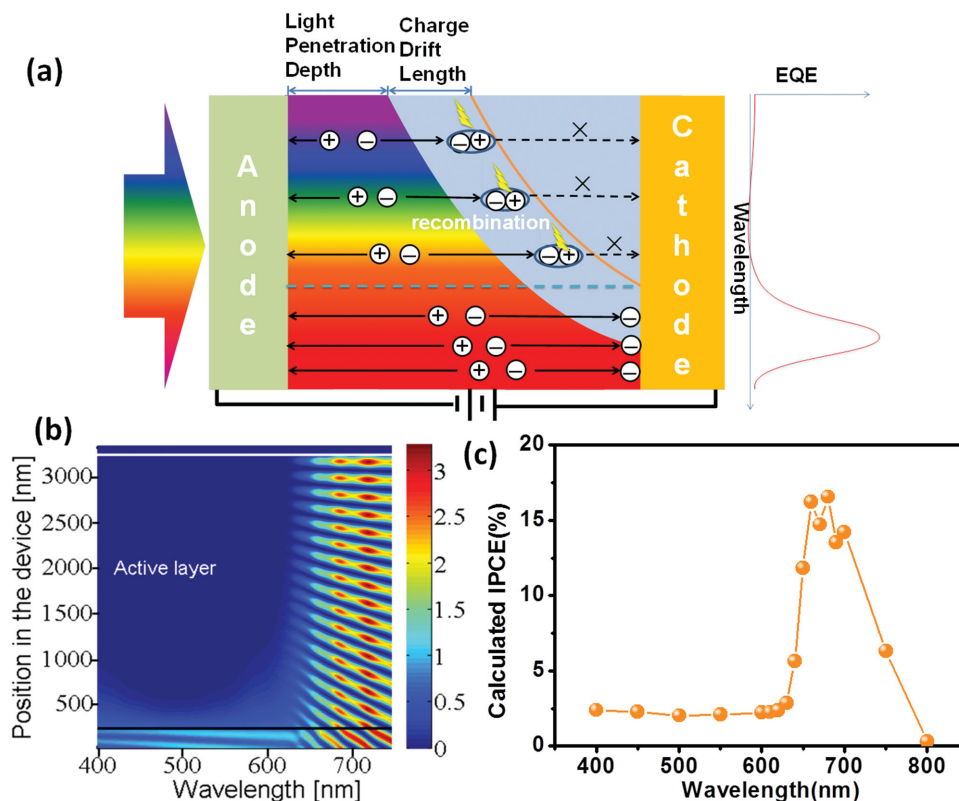 (a)
Light
Penetration
Depth
Charge
Drift
Length
EQE
Wavelength
Anode
Cathode
+ − − + ×
+ − − + ×
recombination
+ − − + ×
+ − −
+ − −
+ − −
(b)
Position in the device [nm]
3000
2500
2000
1500
1000
500
Active layer
400 500 600 700
Wavelength [nm]
3
2.5
2
1.5
1
0.5
0
(c)
Calculated IPCE(%)
20
15
10
5
0
400 500 600 700 800
Wavelength(nm)